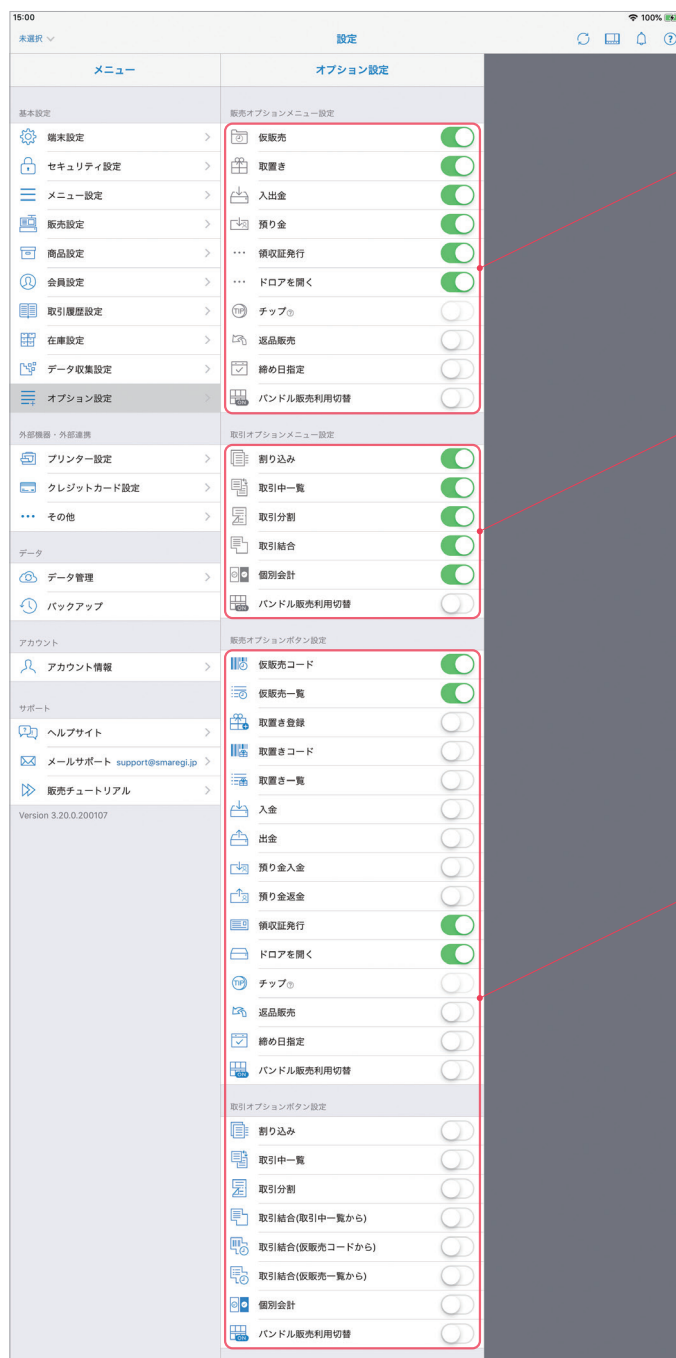 15:00
100%
未選択
設定
メニュー
オプション設定
基本設定
端末設定
セキュリティ設定
メニュー設定
販売設定
商品設定
会員設定
取引履歴設定
在庫設定
データ収集設定
オプション設定
外部機器・外部連携
プリンター設定
クレジットカード設定
その他
データ
データ管理
バックアップ
アカウント
アカウント情報
サポート
ヘルプサイト
メールサポート support@smaregi.jp
販売チュートリアル
Version 3.20.0.200107
販売オプションメニュー設定
仮販売
取置き
入出金
預り金
領収証発行
ドロアを開く
TIP チップ
返品販売
締め日指定
ON バンドル販売利用切替
取引オプションメニュー設定
割り込み
取引中一覧
取引分割
取引結合
個別会計
ON バンドル販売利用切替
販売オプションボタン設定
仮販売コード
仮販売一覧
取置き登録
取置きコード
取置き一覧
入金
出金
預り金入金
預り金返金
領収証発行
ドロアを開く
TIP チップ
返品販売
締め日指定
ON バンドル販売利用切替
取引オプションボタン設定
割り込み
取引中一覧
取引分割
取引結合(取引中一覧から)
取引結合(仮販売コードから)
取引結合(仮販売一覧から)
個別会計
ON バンドル販売利用切替